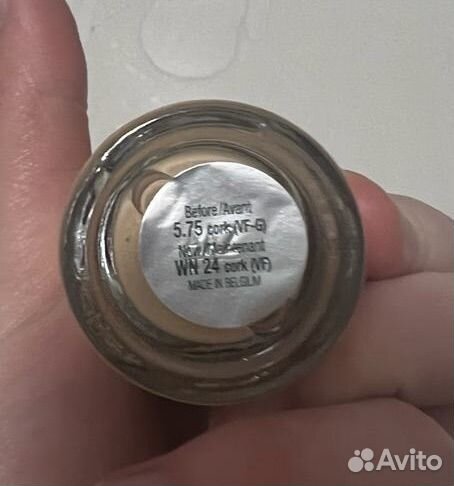 Before/Avant
5.75 cork (VF-G)
Now/Maintenant
WN 24 cork (VF)
MADE IN BELGIUM
Avito